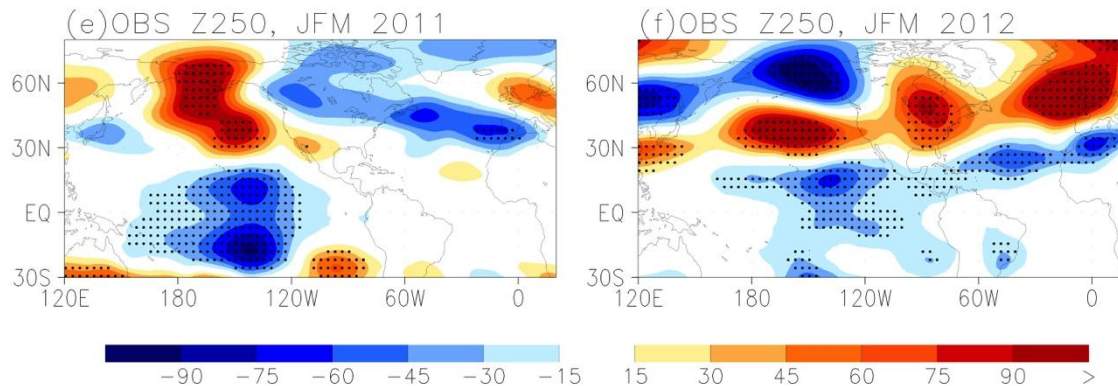 (e)OBS Z250, JFM 2011
60N
30N
EQ
30S
120E 180 120W 60W 0
(f)OBS Z250, JFM 2012
60N
30N
EQ
30S
120E 180 120W 60W 0
-90 -75 -60 -45 -30 -15
15 30 45 60 75 90 >